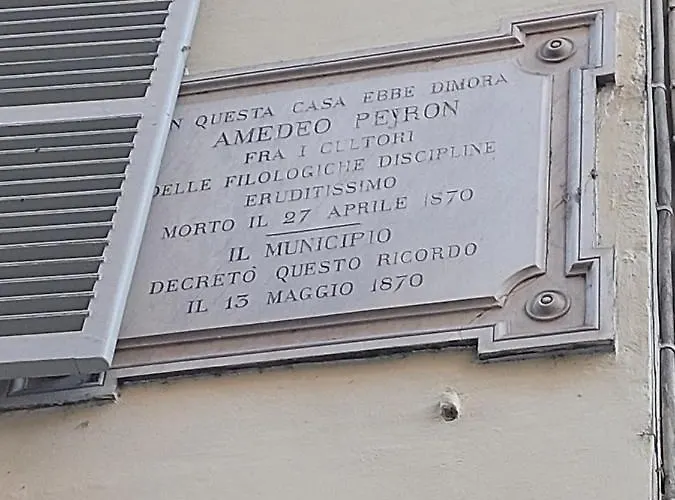 N QUESTA CASA EBBE DIMORA
AMEDEO PEYRON
FRA I CULTORI
DELLE FILOLOGICHE DISCIPLINE
ERUDITISSIMO
MORTO IL 27 APRILE 1870
IL MUNICIPIO
DECRETÒ QUESTO RICORDO
IL 13 MAGGIO 1870